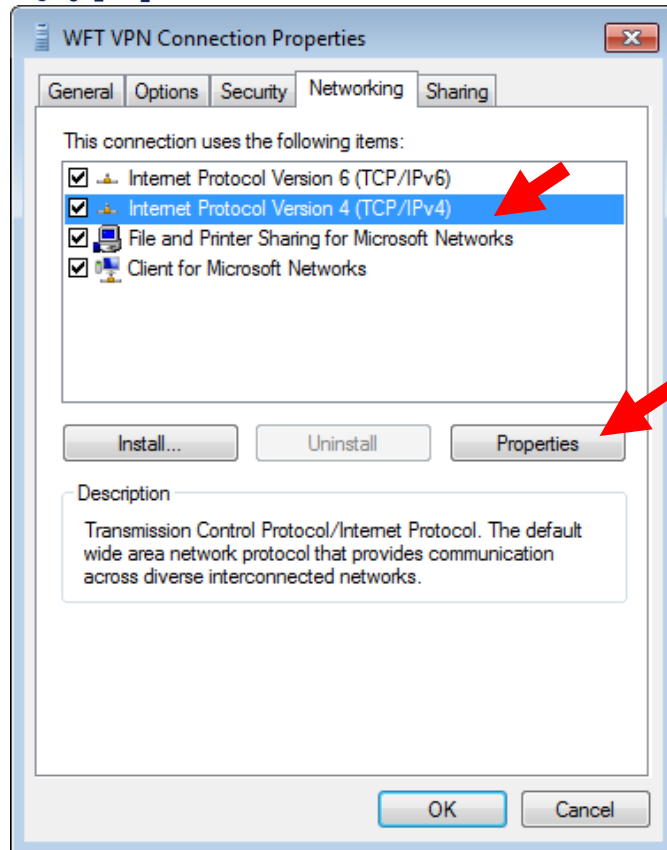 WFT VPN Connection Properties
General Options Security Networking Sharing
This connection uses the following items:
Internet Protocol Version 6 (TCP/IPv6)
Internet Protocol Version 4 (TCP/IPv4)
File and Printer Sharing for Microsoft Networks
Client for Microsoft Networks
Install... Uninstall Properties
Description
Transmission Control Protocol/Internet Protocol. The default
wide area network protocol that provides communication
across diverse interconnected networks.
OK Cancel